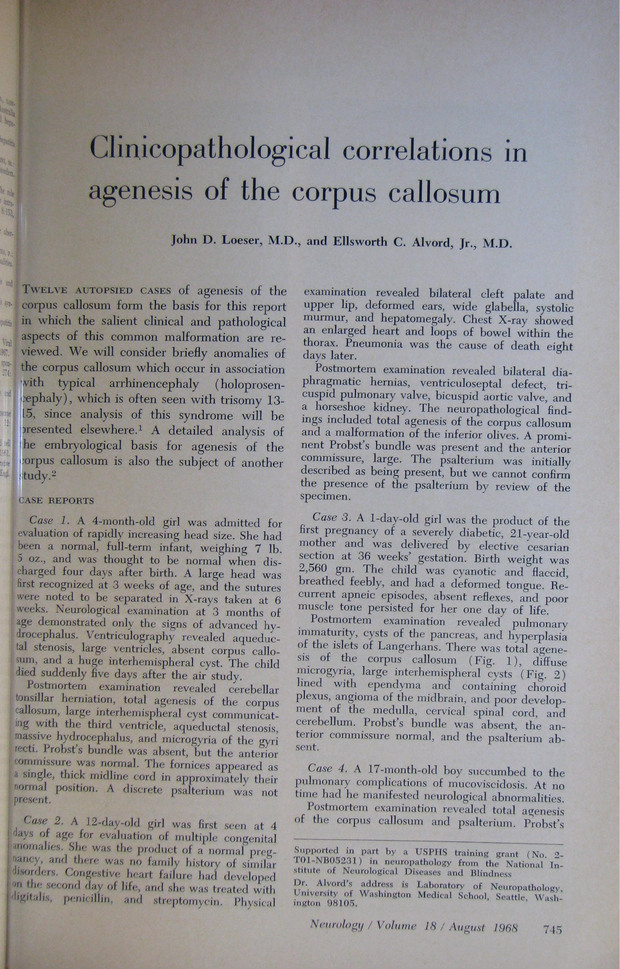 Clinicopathological correlations in
agenesis of the corpus callosum
John D. Loeser, M.D., and Ellsworth C. Alvord, Jr., M.D.
TWELVE AUTOPSIED CASES of agenesis of the
corpus callosum form the basis for this report
in which the salient clinical and pathological
aspects of this common malformation are re-
viewed. We will consider briefly anomalies of
the corpus callosum which occur in association
with typical arrhinencephaly (holoprosen-
cephaly), which is often seen with trisomy 13-
15, since analysis of this syndrome will be
presented elsewhere.¹ A detailed analysis of
the embryological basis for agenesis of the
corpus callosum is also the subject of another
study.²
CASE REPORTS
Case 1. A 4-month-old girl was admitted for
evaluation of rapidly increasing head size. She had
been a normal, full-term infant, weighing 7 lb.
5 oz., and was thought to be normal when dis-
charged four days after birth. A large head was
first recognized at 3 weeks of age, and the sutures
were noted to be separated in X-rays taken at 6
weeks. Neurological examination at 3 months of
age demonstrated only the signs of advanced hy-
drocephalus. Ventriculography revealed aqueduc-
tal stenosis, large ventricles, absent corpus callo-
sum, and a huge interhemispheral cyst. The child
died suddenly five days after the air study.
Postmortem examination revealed cerebellar
tonsillar herniation, total agenesis of the corpus
callosum, large interhemispheral cyst communicat-
ing with the third ventricle, aqueductal stenosis,
massive hydrocephalus, and microgyria of the gyri
recti. Probst's bundle was absent, but the anterior
commissure was normal. The fornices appeared as
a single, thick midline cord in approximately their
normal position. A discrete psalterium was not
present.
Case 2. A 12-day-old girl was first seen at 4
days of age for evaluation of multiple congenital
anomalies. She was the product of a normal preg-
nancy, and there was no family history of similar
disorders. Congestive heart failure had developed
on the second day of life, and she was treated with
digitalis, penicillin, and streptomycin. Physical
examination revealed bilateral cleft palate and
upper lip, deformed ears, wide glabella, systolic
murmur, and hepatomegaly. Chest X-ray showed
an enlarged heart and loops of bowel within the
thorax. Pneumonia was the cause of death eight
days later.
Postmortem examination revealed bilateral dia-
phragmatic hernias, ventriculoseptal defect, tri-
cuspid pulmonary valve, bicuspid aortic valve, and
a horseshoe kidney. The neuropathological find-
ings included total agenesis of the corpus callosum
and a malformation of the inferior olives. A promi-
nent Probst's bundle was present and the anterior
commissure, large. The psalterium was initially
described as being present, but we cannot confirm
the presence of the psalterium by review of the
specimen.
Case 3. A 1-day-old girl was the product of the
first pregnancy of a severely diabetic, 21-year-old
mother and was delivered by elective cesarian
section at 36 weeks' gestation. Birth weight was
2,560 gm. The child was cyanotic and flaccid,
breathed feebly, and had a deformed tongue. Re-
current apneic episodes, absent reflexes, and poor
muscle tone persisted for her one day of life.
Postmortem examination revealed pulmonary
immaturity, cysts of the pancreas, and hyperplasia
of the islets of Langerhans. There was total agene-
sis of the corpus callosum (Fig. 1), diffuse
microgyria, large interhemispheral cysts (Fig. 2)
lined with ependyma and containing choroid
plexus, angioma of the midbrain, and poor develop-
ment of the medulla, cervical spinal cord, and
cerebellum. Probst's bundle was absent, the an-
terior commissure normal, and the psalterium ab-
sent.
Case 4. A 17-month-old boy succumbed to the
pulmonary complications of mucoviscidosis. At no
time had he manifested neurological abnormalities.
Postmortem examination revealed total agenesis
of the corpus callosum and psalterium. Probst's
Supported in part by a USPHS training grant (No. 2-
T01-NB05231) in neuropathology from the National In-
stitute of Neurological Diseases and Blindness
Dr. Alvord's address is Laboratory of Neuropathology,
University of Washington Medical School, Seattle, Wash-
ington 98105.
Neurology / Volume 18 / August 1968 745